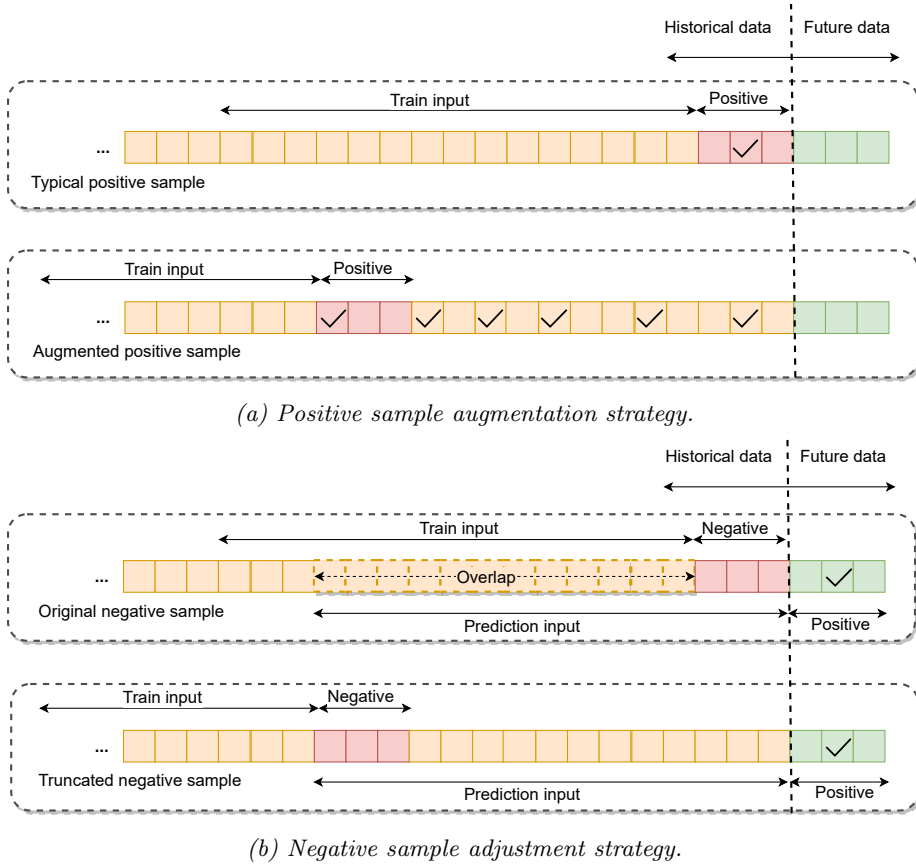 Historical data Future data
Train input Positive
...
Typical positive sample
Train input Positive
...
Augmented positive sample
(a) Positive sample augmentation strategy.
Historical data Future data
Train input Negative
... Overlap
Original negative sample
Prediction input Positive
Train input Negative
...
Truncated negative sample
Prediction input Positive
(b) Negative sample adjustment strategy.